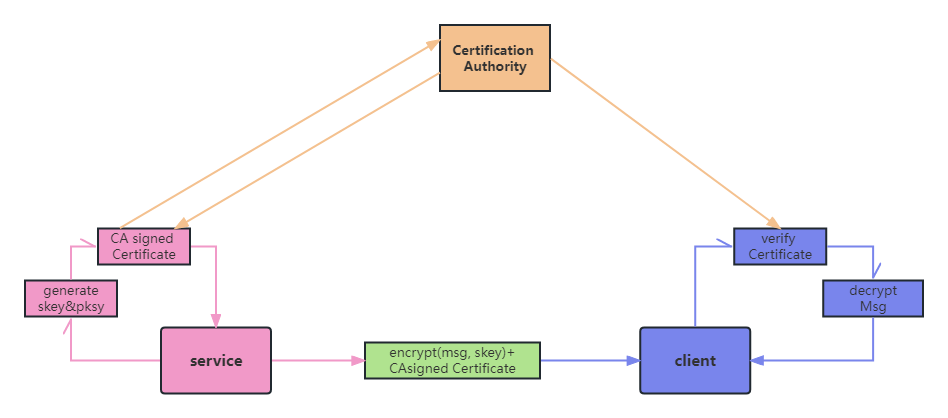 Certification
Authority
CA signed
Certificate
verify
Certificate
generate
skey&pksy
decrypt
Msg
service
encrypt(msg, skey)+
CAsigned Certificate
client